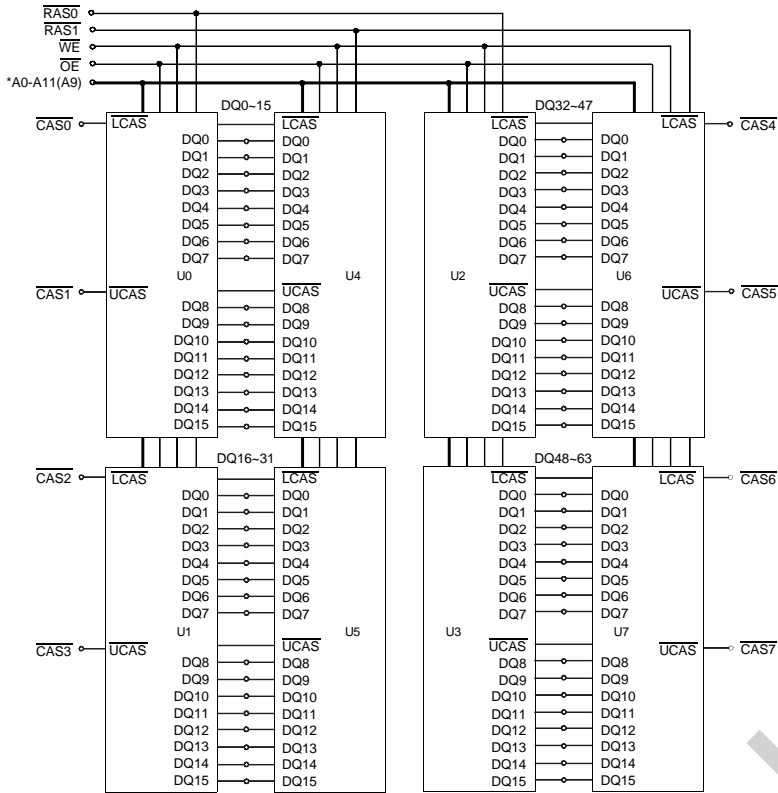 RAS0
RAS1
WE
OE
*A0-A11(A9)
DQ0~15 DQ32~47
CAS0 LCAS LCAS LCAS LCAS CAS4
DQ0 DQ0 DQ0 DQ0
DQ1 DQ1 DQ1 DQ1
DQ2 DQ2 DQ2 DQ2
DQ3 DQ3 DQ3 DQ3
DQ4 DQ4 DQ4 DQ4
DQ5 DQ5 DQ5 DQ5
DQ6 DQ6 DQ6 DQ6
DQ7 DQ7 DQ7 DQ7
U0 U4 U2 U6
CAS1 UCAS UCAS UCAS UCAS CAS5
DQ8 DQ8 DQ8 DQ8
DQ9 DQ9 DQ9 DQ9
DQ10 DQ10 DQ10 DQ10
DQ11 DQ11 DQ11 DQ11
DQ12 DQ12 DQ12 DQ12
DQ13 DQ13 DQ13 DQ13
DQ14 DQ14 DQ14 DQ14
DQ15 DQ15 DQ15 DQ15
DQ16~31 DQ48~63
CAS2 LCAS LCAS LCAS LCAS CAS6
DQ0 DQ0 DQ0 DQ0
DQ1 DQ1 DQ1 DQ1
DQ2 DQ2 DQ2 DQ2
DQ3 DQ3 DQ3 DQ3
DQ4 DQ4 DQ4 DQ4
DQ5 DQ5 DQ5 DQ5
DQ6 DQ6 DQ6 DQ6
DQ7 DQ7 DQ7 DQ7
U1 U5 U3 U7
CAS3 UCAS UCAS UCAS UCAS CAS7
DQ8 DQ8 DQ8 DQ8
DQ9 DQ9 DQ9 DQ9
DQ10 DQ10 DQ10 DQ10
DQ11 DQ11 DQ11 DQ11
DQ12 DQ12 DQ12 DQ12
DQ13 DQ13 DQ13 DQ13
DQ14 DQ14 DQ14 DQ14
DQ15 DQ15 DQ15 DQ15